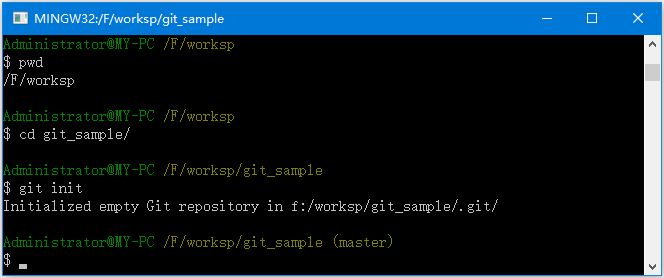 MINGW32:/F/worksp/git_sample
Administrator@MY-PC /F/worksp
$ pwd
/F/worksp
Administrator@MY-PC /F/worksp
$ cd git_sample/
Administrator@MY-PC /F/worksp/git_sample
$ git init
Initialized empty Git repository in f:/worksp/git_sample/.git/
Administrator@MY-PC /F/worksp/git_sample (master)
$